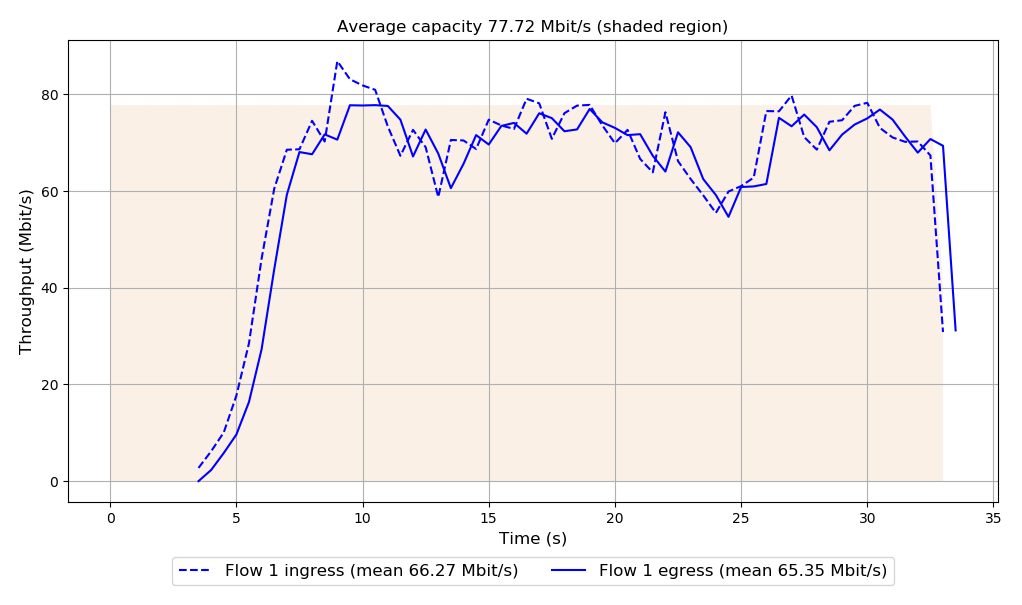 Average capacity 77.72 Mbit/s (shaded region)
Throughput (Mbit/s)
80
60
40
20
0
0 5 10 15 20 25 30 35
Time (s)
Flow 1 ingress (mean 66.27 Mbit/s) Flow 1 egress (mean 65.35 Mbit/s)